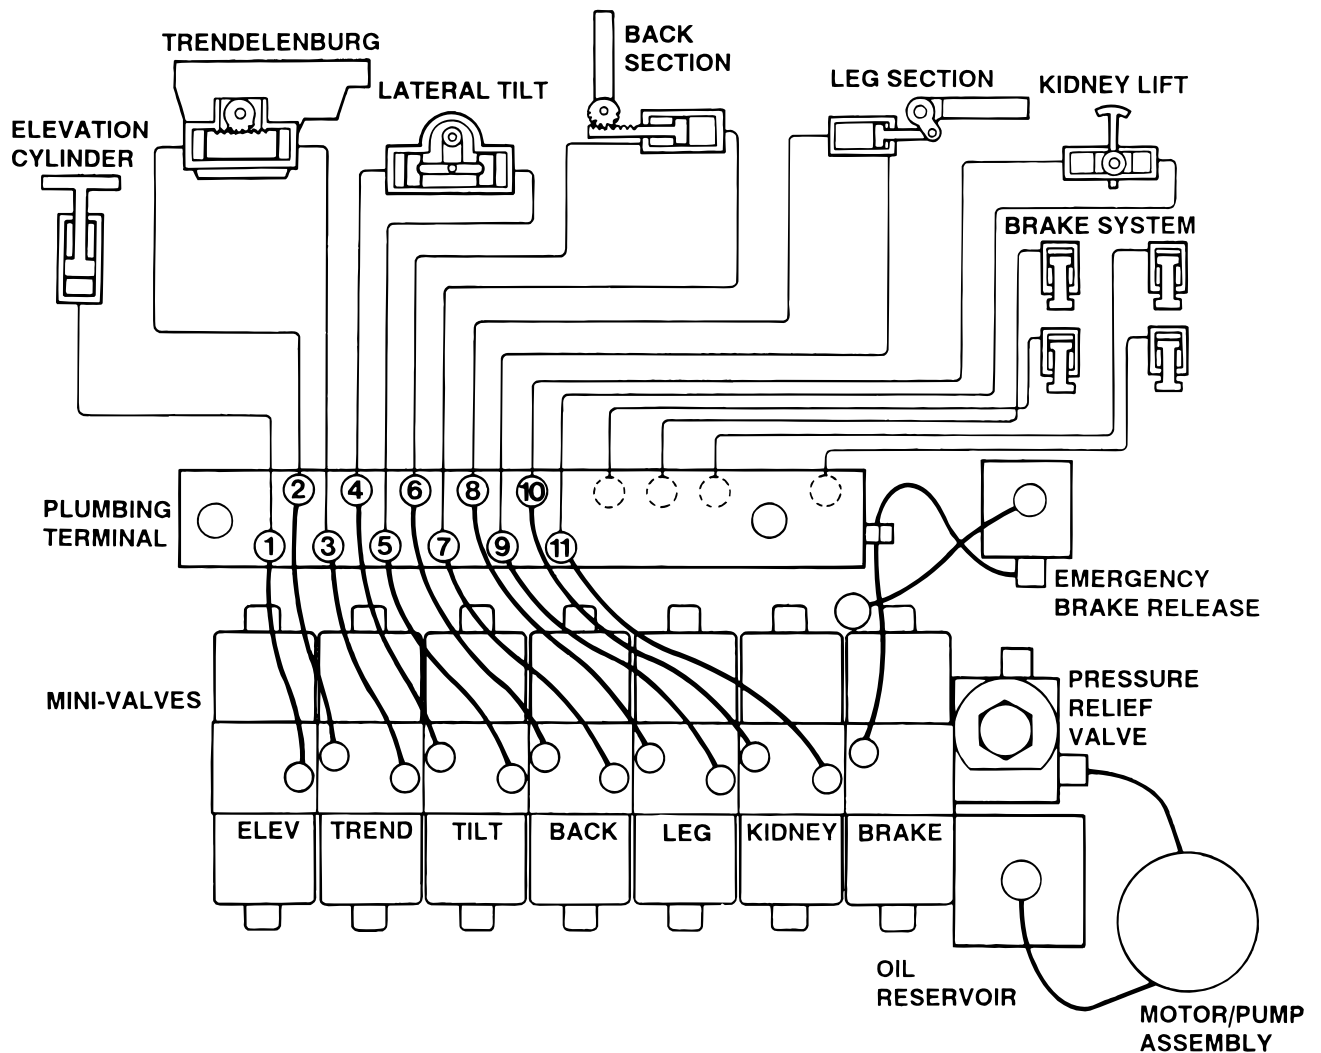 TRENDELENBURG
BACK
SECTION
LATERAL TILT
LEG SECTION
KIDNEY LIFT
ELEVATION
CYLINDER
BRAKE SYSTEM
PLUMBING
TERMINAL
2 4 6 8 10
1 3 5 7 9 11
EMERGENCY
BRAKE RELEASE
MINI-VALVES
PRESSURE
RELIEF
VALVE
ELEV TREND TILT BACK LEG KIDNEY BRAKE
OIL
RESERVOIR
MOTOR/PUMP
ASSEMBLY